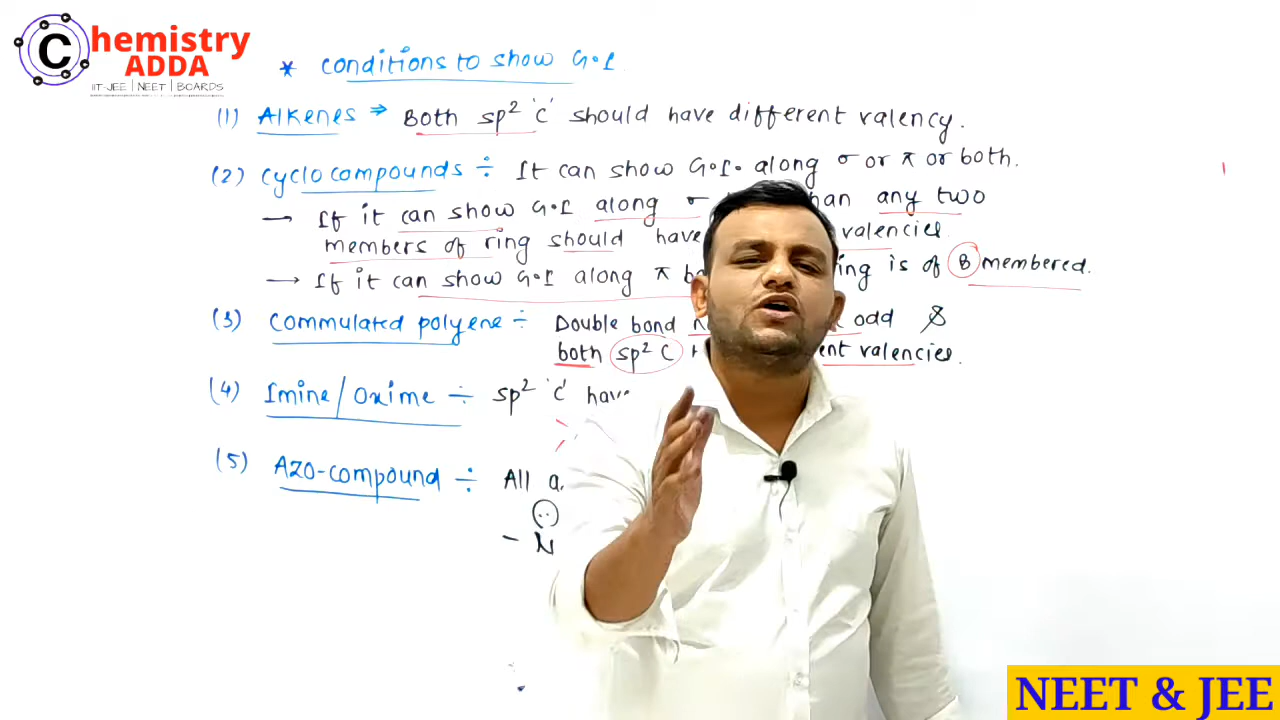 Chemistry
ADDA
IIT-JEE | NEET | BOARDS
* conditions to show G.I.
(1) Alkenes ⇒ Both sp² 'c' should have different valency.
(2) Cyclocompounds ÷ It can show G.I. along σ or π or both.
→ If it can show G.I along σ han any two
members of ring should have valencies.
→ If it can show G.I along π ring is of 8 membered.
(3) Commulated polyene ÷ Double bond odd &
both sp² C valencies.
(4) Imine/Oxime ÷ sp² 'c' have
(5) Azo-compound ÷ All
- N
NEET & JEE